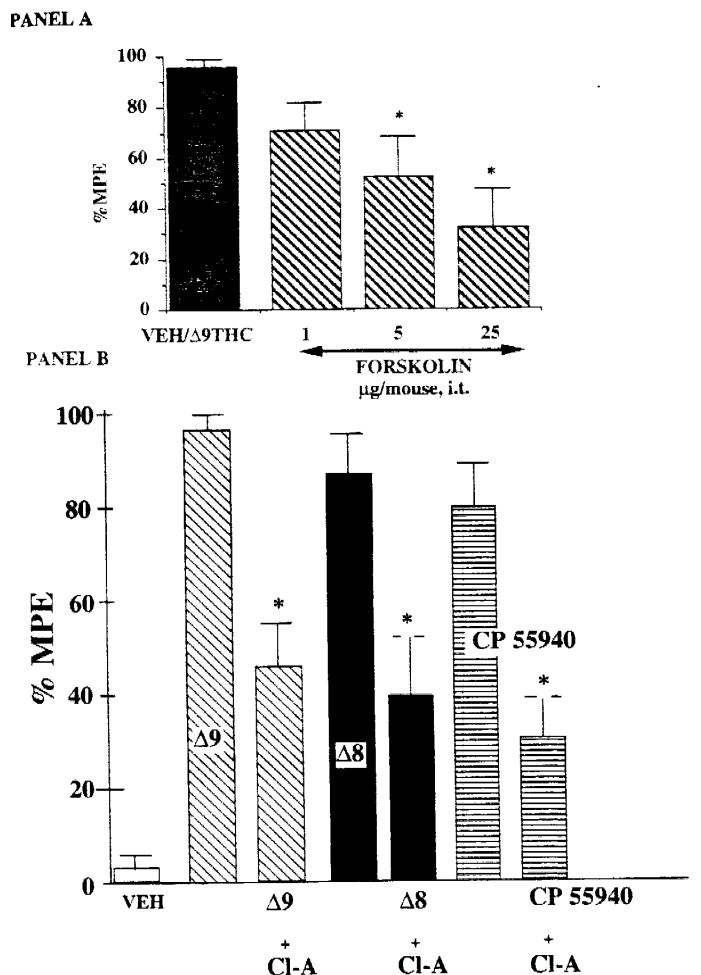 PANEL A
100
80
60
40
20
0
% MPE
*
*
VEH/Δ9THC
1
5
25
FORSKOLIN
μg/mouse, i.t.
PANEL B
100
80
60
40
20
0
% MPE
*
*
*
CP 55940
Δ9
Δ8
VEH
Δ9
Δ8
CP 55940
+
+
+
Cl-A
Cl-A
Cl-A